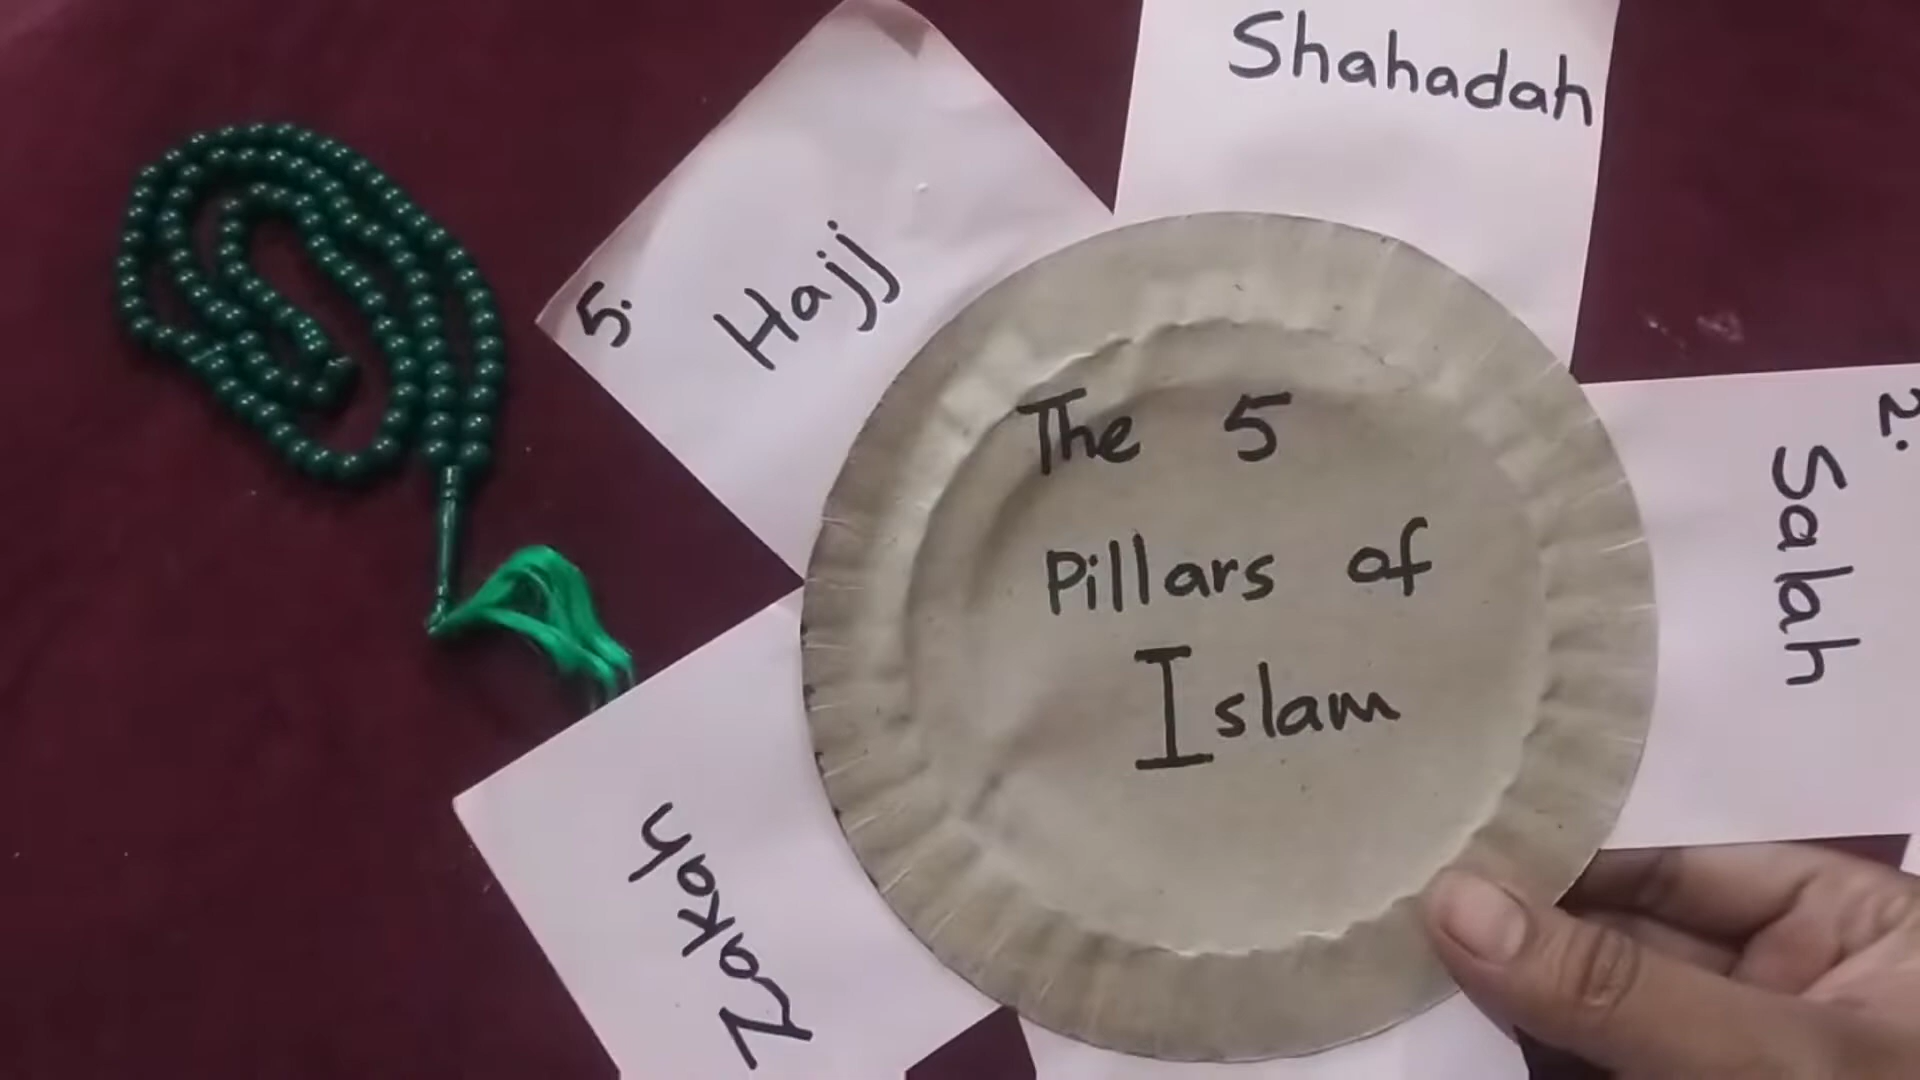 Shahadah
2.
Salah
Zakah
5.
Hajj
The 5
Pillars of
Islam